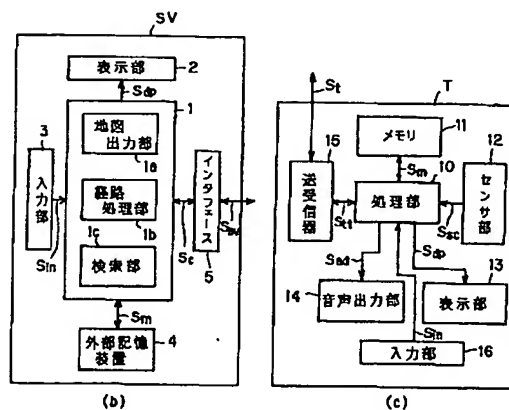 SV
表示部
2
Sdp
1
3
入力部
Sin
地図
出力部
1a
経路
処理部
1b
1c
検索部
Sc
インタフェース
5
Ssv
Sm
外部記憶
装置
4
(b)
T
St
15
送受信器
Stt
メモリ
11
Sm
10
処理部
12
センサ部
Ssc
Sad
Sdp
14
音声出力部
13
表示部
Sin
入力部
16
(c)